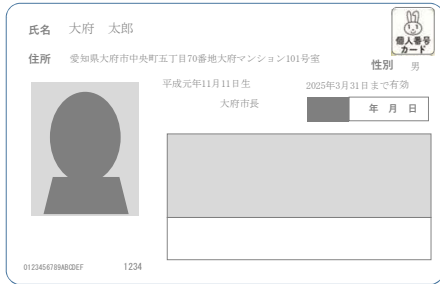 氏名 大府 太郎
個人番号
カード
住所 愛知県大府市中央町五丁目70番地大府マンション101号室
性別 男
平成元年11月11日生
2025年3月31日まで有効
大府市長
年 月 日
0123456789ABCDEF 1234